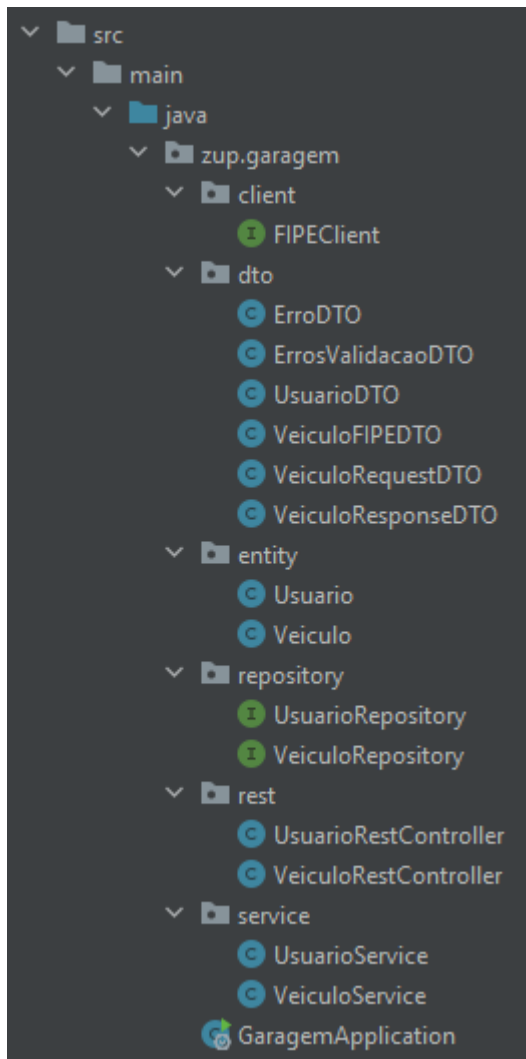 src
main
java
zup.garagem
client
FIPEClient
dto
ErroDTO
ErrosValidacaoDTO
UsuarioDTO
VeiculoFIPEDTO
VeiculoRequestDTO
VeiculoResponseDTO
entity
Usuario
Veiculo
repository
UsuarioRepository
VeiculoRepository
rest
UsuarioRestController
VeiculoRestController
service
UsuarioService
VeiculoService
GaragemApplication